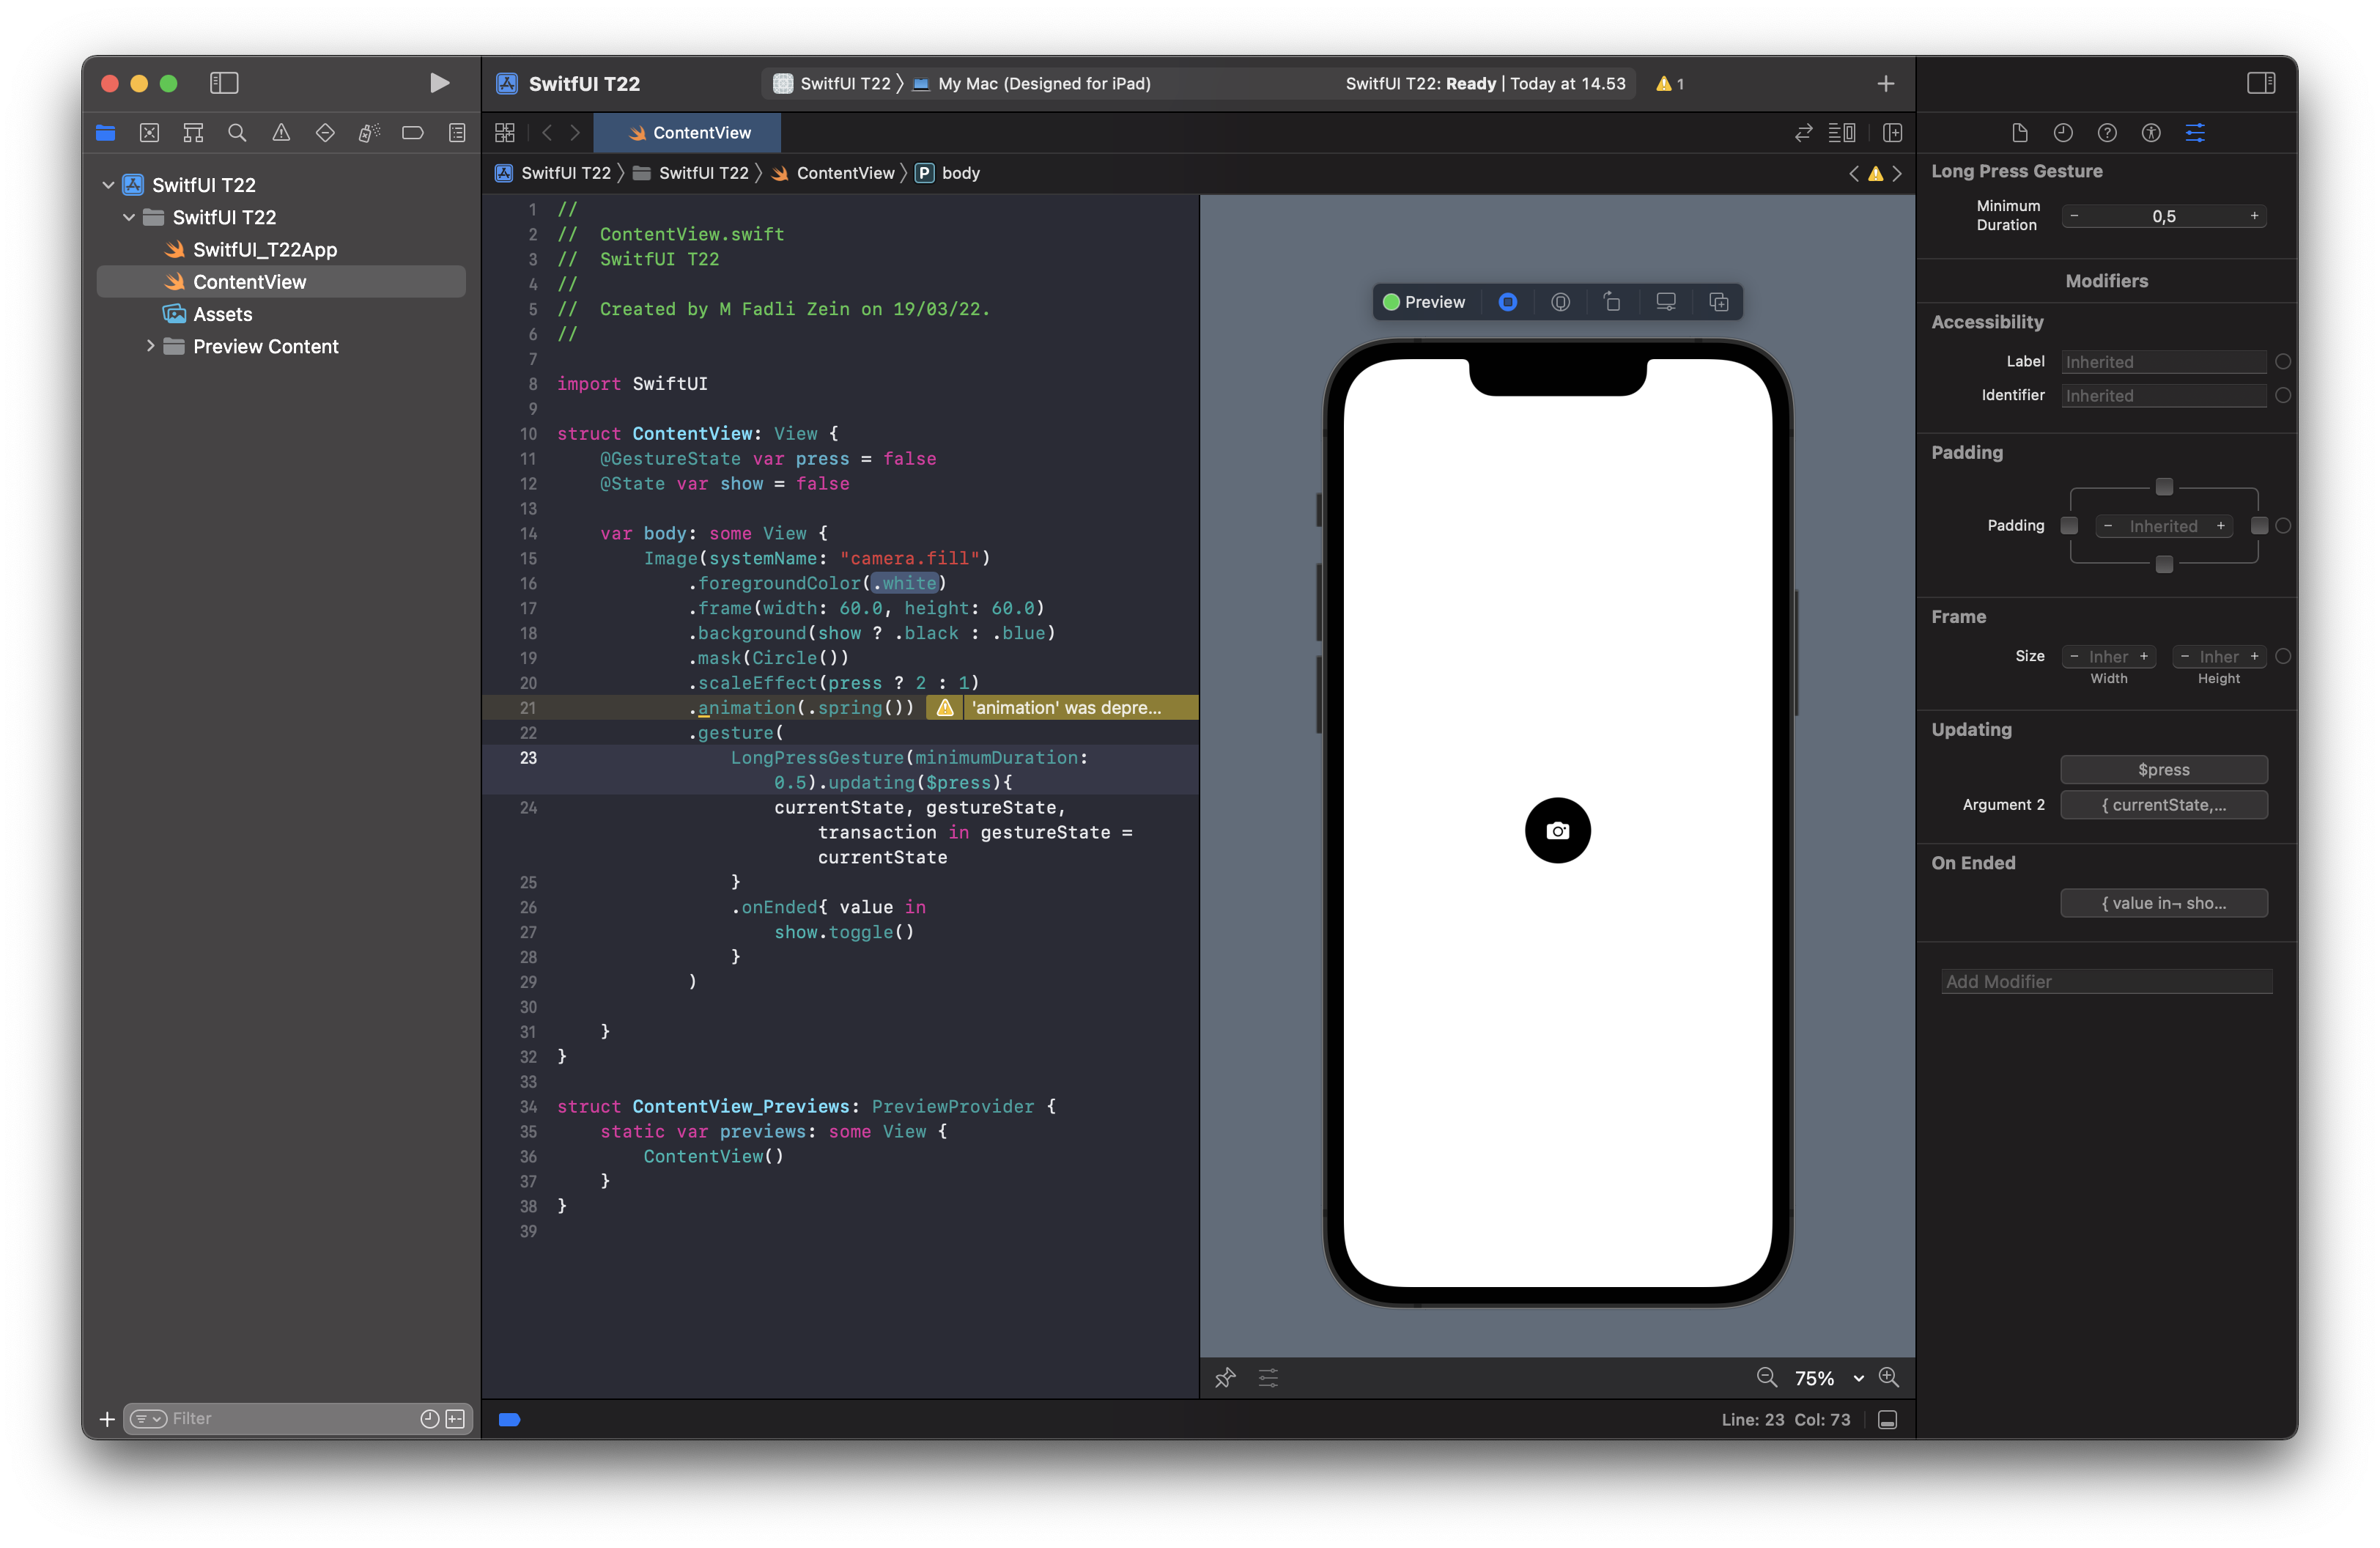 SwitfUI T22
SwitfUI T22 〉 My Mac (Designed for iPad)
SwitfUI T22: Ready | Today at 14.53
1
ContentView
SwitfUI T22 〉 SwitfUI T22 〉 ContentView 〉 P body
SwitfUI T22
SwitfUI T22
SwitfUI_T22App
ContentView
Assets
Preview Content
Filter
1 //
2 //  ContentView.swift
3 //  SwitfUI T22
4 //
5 //  Created by M Fadli Zein on 19/03/22.
6 //
7
8 import SwiftUI
9
10 struct ContentView: View {
11     @GestureState var press = false
12     @State var show = false
13
14     var body: some View {
15         Image(systemName: "camera.fill")
16             .foregroundColor(.white)
17             .frame(width: 60.0, height: 60.0)
18             .background(show ? .black : .blue)
19             .mask(Circle())
20             .scaleEffect(press ? 2 : 1)
21             .animation(.spring()) 'animation' was depre...
22             .gesture(
23                 LongPressGesture(minimumDuration:
0.5).updating($press){
24                     currentState, gestureState,
transaction in gestureState =
currentState
25                 }
26                 .onEnded{ value in
27                     show.toggle()
28                 }
29             )
30
31     }
32 }
33
34 struct ContentView_Previews: PreviewProvider {
35     static var previews: some View {
36         ContentView()
37     }
38 }
39
Preview
75%
Line: 23 Col: 73
Long Press Gesture
Minimum
Duration
- 0,5 +
Modifiers
Accessibility
Label Inherited
Identifier Inherited
Padding
Padding - Inherited +
Frame
Size - Inher + - Inher +
Width Height
Updating
$press
Argument 2 { currentState,...
On Ended
{ value in¬ sho...
Add Modifier